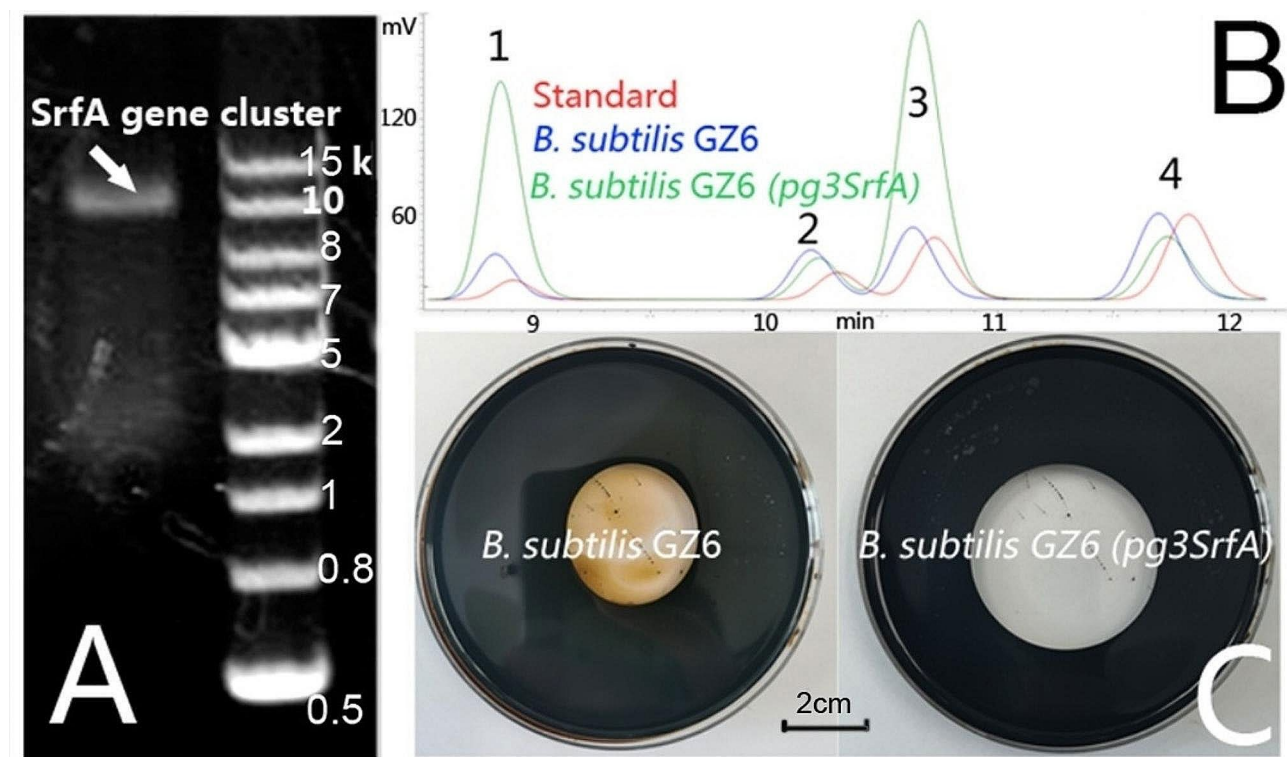 SrfA gene cluster
15 k
10
8
7
5
2
1
0.8
0.5
A
mV
120
60
1
2
3
4
Standard
B. subtilis GZ6
B. subtilis GZ6 (pg3SrfA)
9
10
min
11
12
B
B. subtilis GZ6
B. subtilis GZ6 (pg3SrfA)
2cm
C